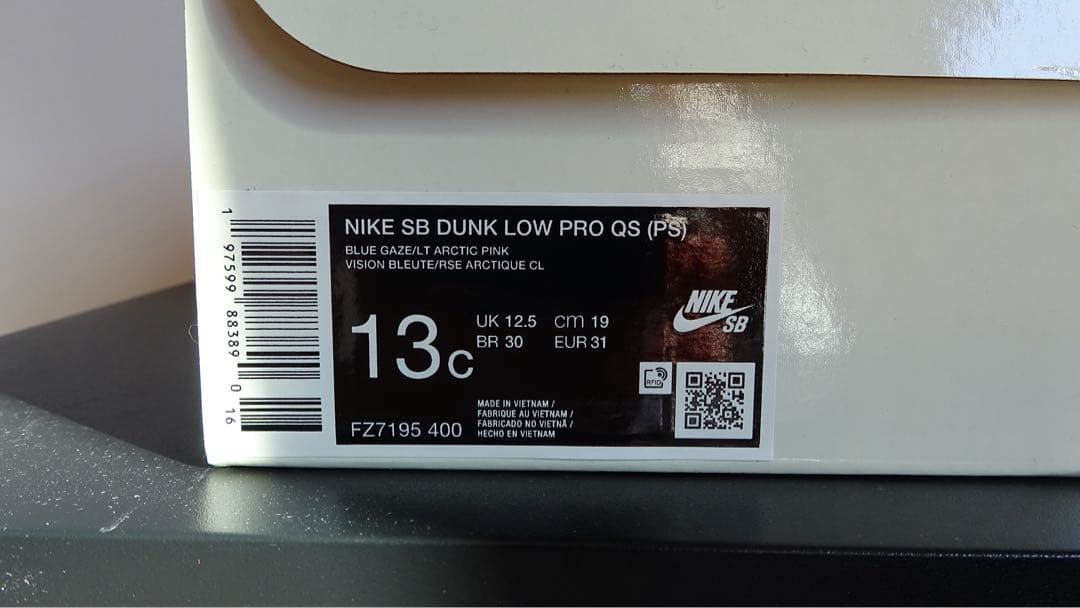 NIKE SB DUNK LOW PRO QS (PS)
BLUE GAZE/LT ARCTIC PINK
VISION BLEUTE/RSE ARCTIQUE CL
13C
UK 12.5 cm 19
BR 30 EUR 31
NIKE
SB
RFID
MADE IN VIETNAM /
FABRIQUE AU VIETNAM /
FABRICADO NO VIETNÃ /
HECHO EN VIETNAM
FZ7195 400
1 97599 88389 0 16